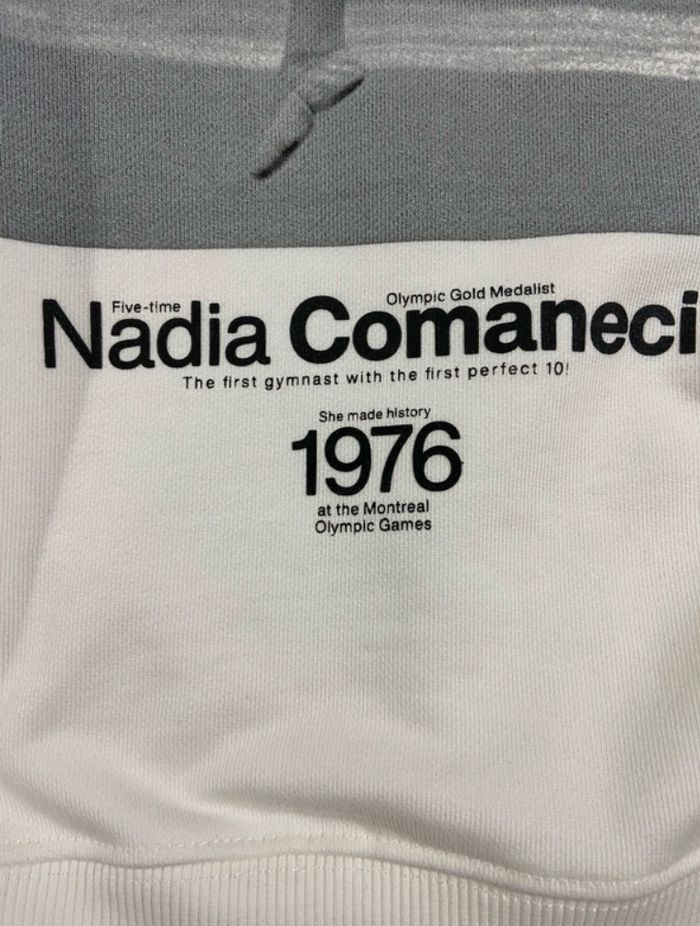 Five-time Olympic Gold Medalist
Nadia Comaneci
The first gymnast with the first perfect 10!
She made history
1976
at the Montreal
Olympic Games